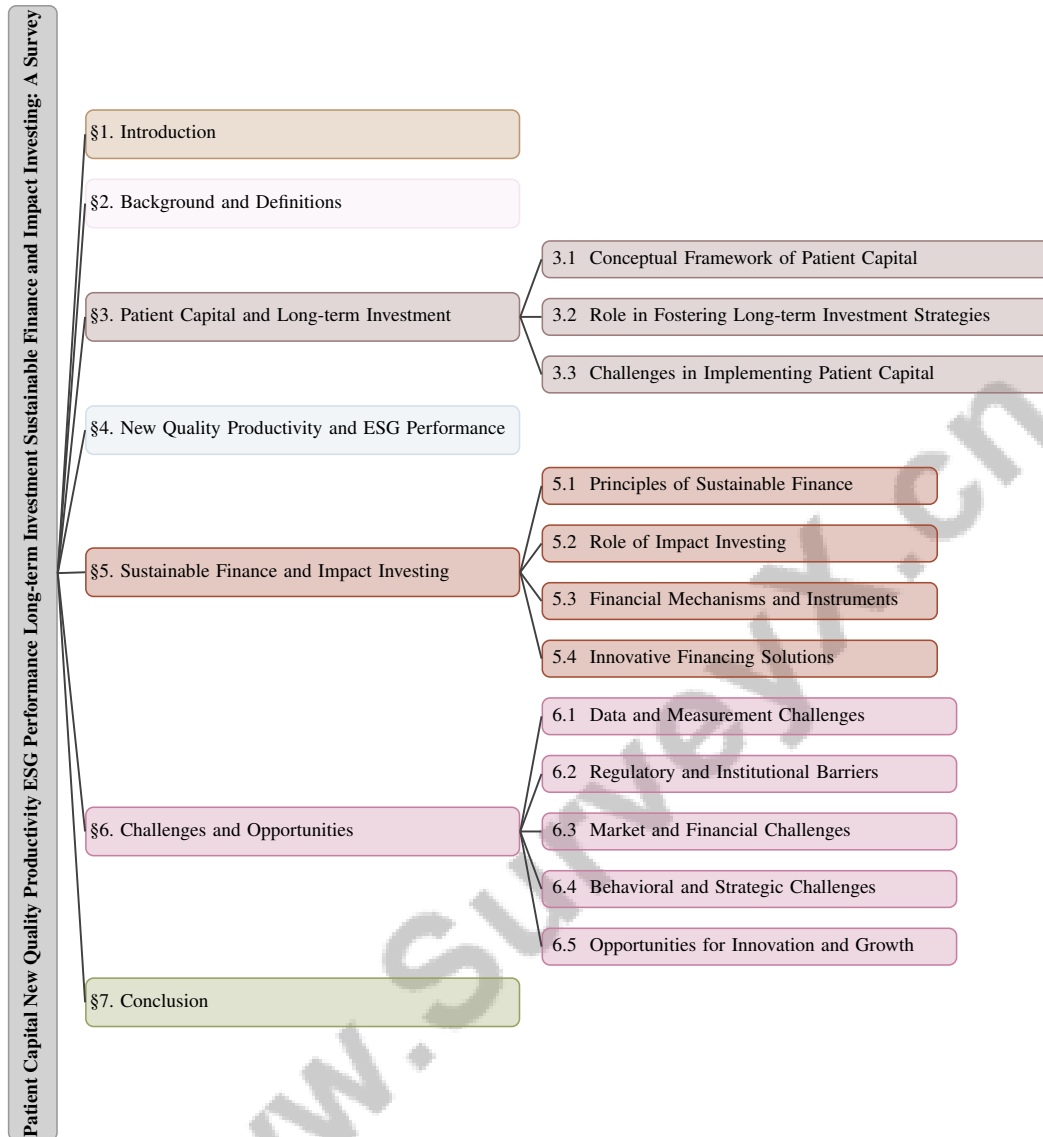 Patient Capital New Quality Productivity ESG Performance Long-term Investment Sustainable Finance and Impact Investing: A Survey
§1. Introduction
§2. Background and Definitions
§3. Patient Capital and Long-term Investment
3.1 Conceptual Framework of Patient Capital
3.2 Role in Fostering Long-term Investment Strategies
3.3 Challenges in Implementing Patient Capital
§4. New Quality Productivity and ESG Performance
§5. Sustainable Finance and Impact Investing
5.1 Principles of Sustainable Finance
5.2 Role of Impact Investing
5.3 Financial Mechanisms and Instruments
5.4 Innovative Financing Solutions
§6. Challenges and Opportunities
6.1 Data and Measurement Challenges
6.2 Regulatory and Institutional Barriers
6.3 Market and Financial Challenges
6.4 Behavioral and Strategic Challenges
6.5 Opportunities for Innovation and Growth
§7. Conclusion
w.SurveyX.cn